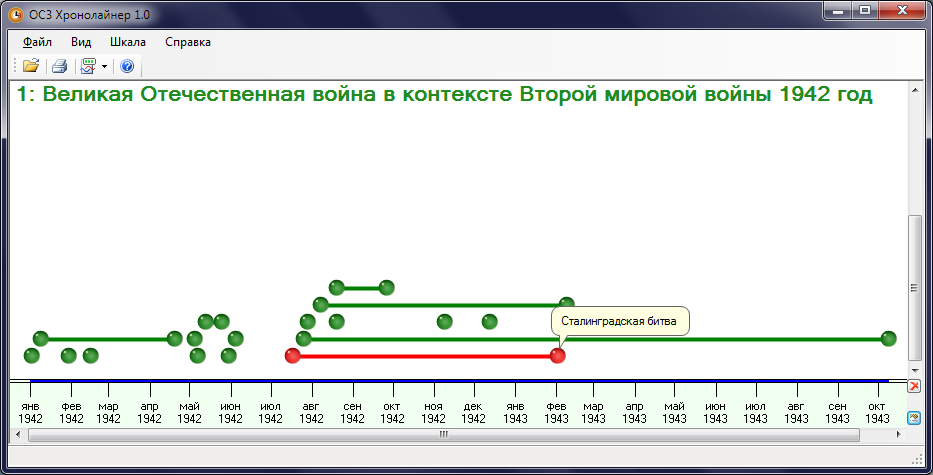 ОС3 Хронолайнер 1.0
Файл Вид Шкала Справка
1: Великая Отечественная война в контексте Второй мировой войны 1942 год
Сталинградская битва
янв фев мар апр май июн июл авг сен окт ноя дек янв фев мар апр май июн июл авг сен окт
1942 1942 1942 1942 1942 1942 1942 1942 1942 1942 1942 1942 1943 1943 1943 1943 1943 1943 1943 1943 1943 1943